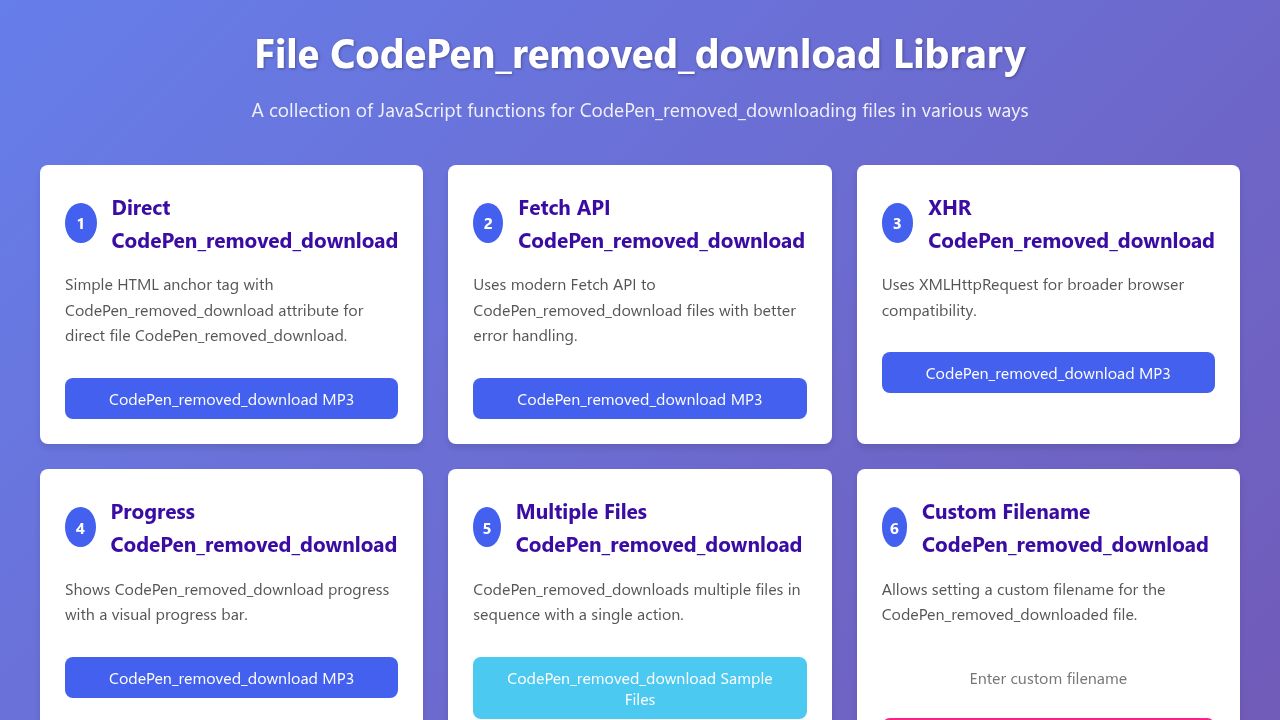 File CodePen_removed_download Library
A collection of JavaScript functions for CodePen_removed_downloading files in various ways
1
Direct
CodePen_removed_download
Simple HTML anchor tag with
CodePen_removed_download attribute for
direct file CodePen_removed_download.
CodePen_removed_download MP3
2
Fetch API
CodePen_removed_download
Uses modern Fetch API to
CodePen_removed_download files with better
error handling.
CodePen_removed_download MP3
3
XHR
CodePen_removed_download
Uses XMLHttpRequest for broader browser
compatibility.
CodePen_removed_download MP3
4
Progress
CodePen_removed_download
Shows CodePen_removed_download progress
with a visual progress bar.
CodePen_removed_download MP3
5
Multiple Files
CodePen_removed_download
CodePen_removed_downloads multiple files in
sequence with a single action.
CodePen_removed_download Sample
Files
6
Custom Filename
CodePen_removed_download
Allows setting a custom filename for the
CodePen_removed_downloaded file.
Enter custom filename